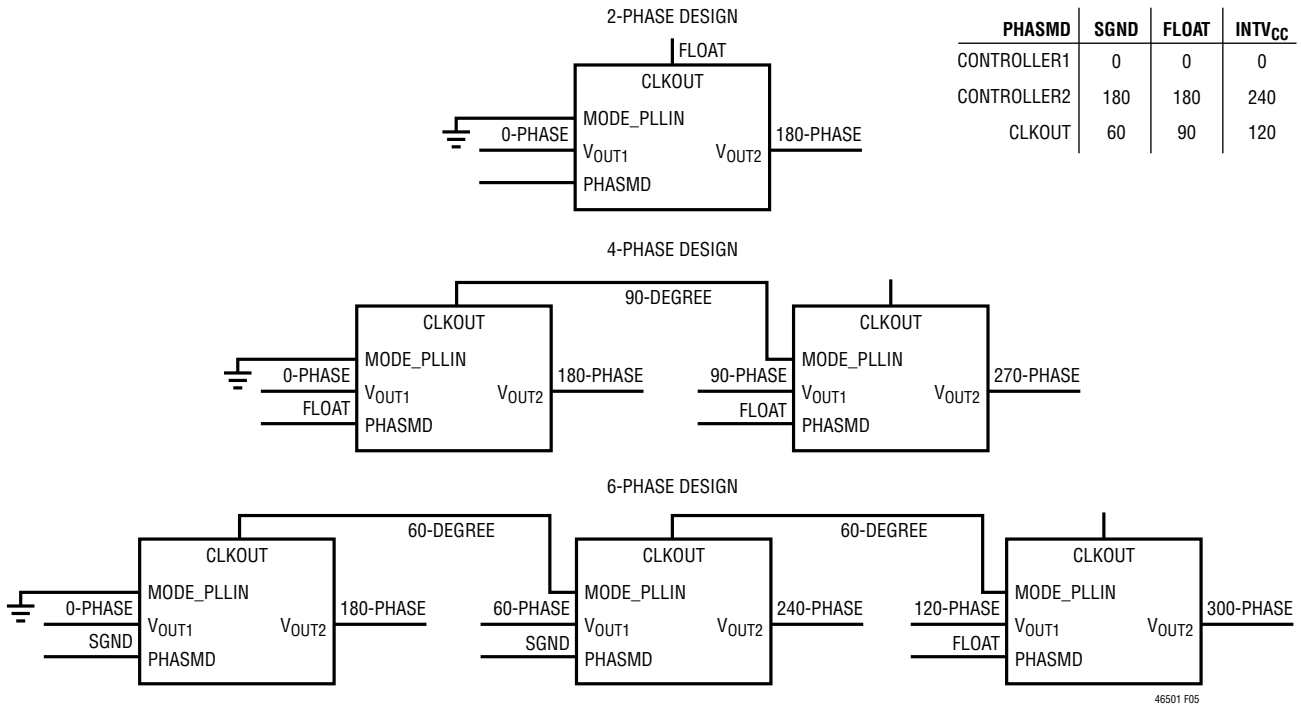 2-PHASE DESIGN
FLOAT
CLKOUT
MODE_PLLIN
0-PHASE
VOUT1
VOUT2
180-PHASE
PHASMD
PHASMD SGND FLOAT INTVCC
CONTROLLER1 0 0 0
CONTROLLER2 180 180 240
CLKOUT 60 90 120
4-PHASE DESIGN
90-DEGREE
CLKOUT
MODE_PLLIN
0-PHASE
VOUT1
VOUT2
180-PHASE
FLOAT
PHASMD
CLKOUT
MODE_PLLIN
90-PHASE
VOUT1
VOUT2
270-PHASE
FLOAT
PHASMD
6-PHASE DESIGN
60-DEGREE
60-DEGREE
CLKOUT
MODE_PLLIN
0-PHASE
VOUT1
VOUT2
180-PHASE
SGND
PHASMD
CLKOUT
MODE_PLLIN
60-PHASE
VOUT1
VOUT2
240-PHASE
SGND
PHASMD
CLKOUT
MODE_PLLIN
120-PHASE
VOUT1
VOUT2
300-PHASE
FLOAT
PHASMD
46501 F05